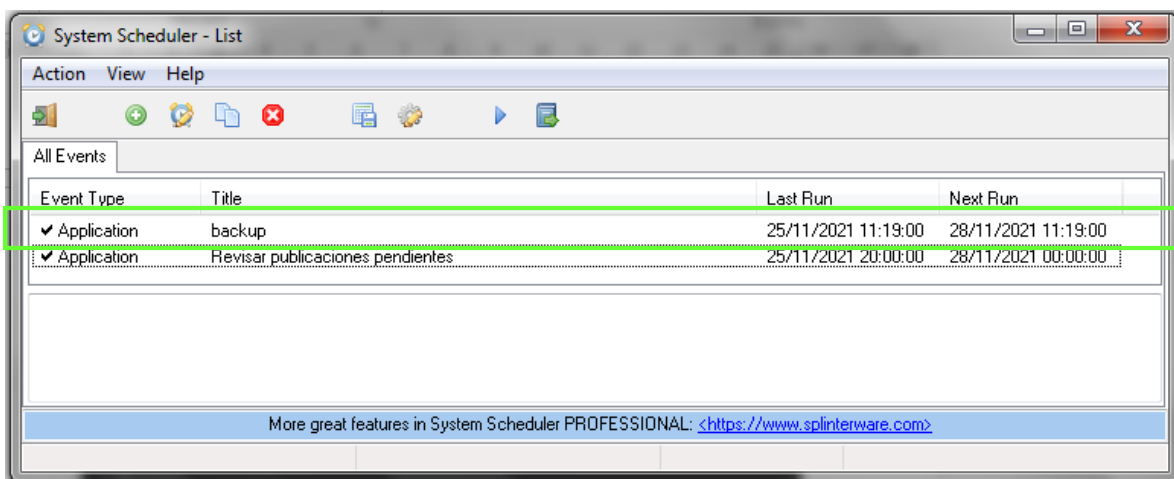 System Scheduler - List
Action View Help
All Events
Event Type Title Last Run Next Run
Application backup 25/11/2021 11:19:00 28/11/2021 11:19:00
Application Revisar publicaciones pendientes 25/11/2021 20:00:00 28/11/2021 00:00:00
More great features in System Scheduler PROFESSIONAL: <https://www.splinterware.com>